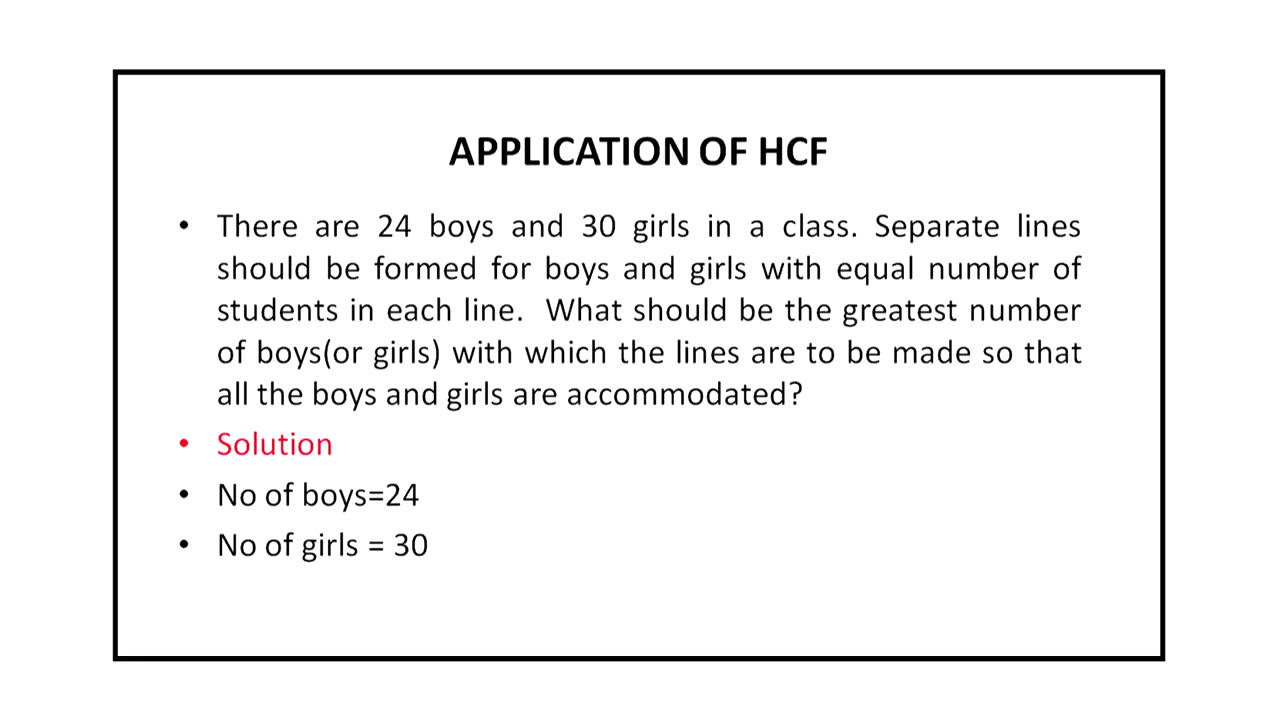 APPLICATION OF HCF
• There are 24 boys and 30 girls in a class. Separate lines
should be formed for boys and girls with equal number of
students in each line. What should be the greatest number
of boys(or girls) with which the lines are to be made so that
all the boys and girls are accommodated?
• Solution
• No of boys=24
• No of girls = 30